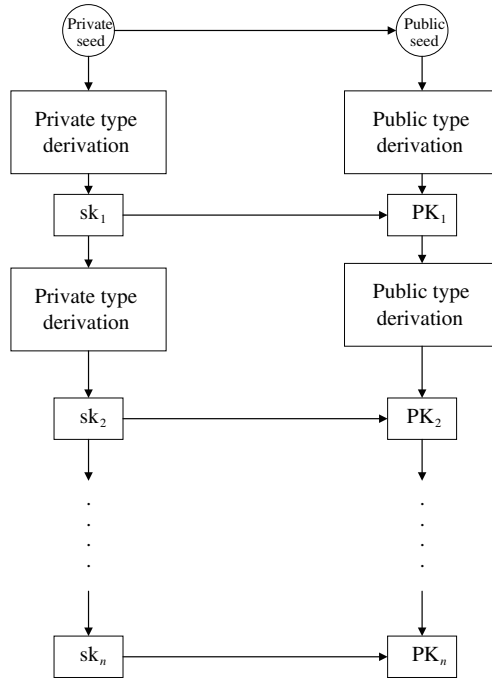 Private
seed
Public
seed
Private type
derivation
Public type
derivation
sk₁
PK₁
Private type
derivation
Public type
derivation
sk₂
PK₂
skₙ
PKₙ